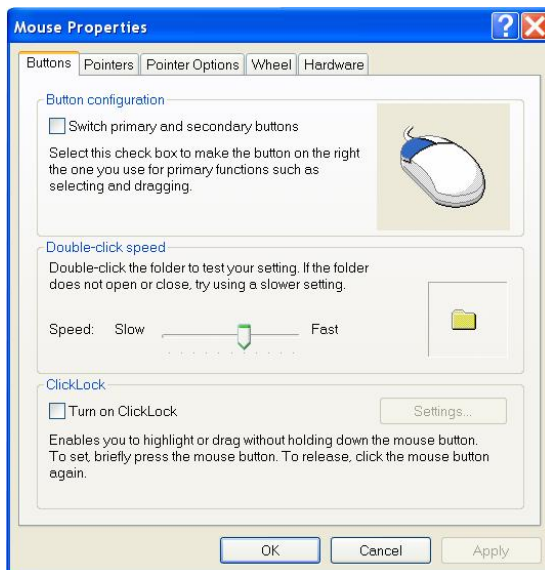 Mouse Properties
Buttons Pointers Pointer Options Wheel Hardware
Button configuration
Switch primary and secondary buttons
Select this check box to make the button on the right
the one you use for primary functions such as
selecting and dragging.
Double-click speed
Double-click the folder to test your setting. If the folder
does not open or close, try using a slower setting.
Speed: Slow Fast
ClickLock
Turn on ClickLock Settings...
Enables you to highlight or drag without holding down the mouse button.
To set, briefly press the mouse button. To release, click the mouse button
again.
OK Cancel Apply